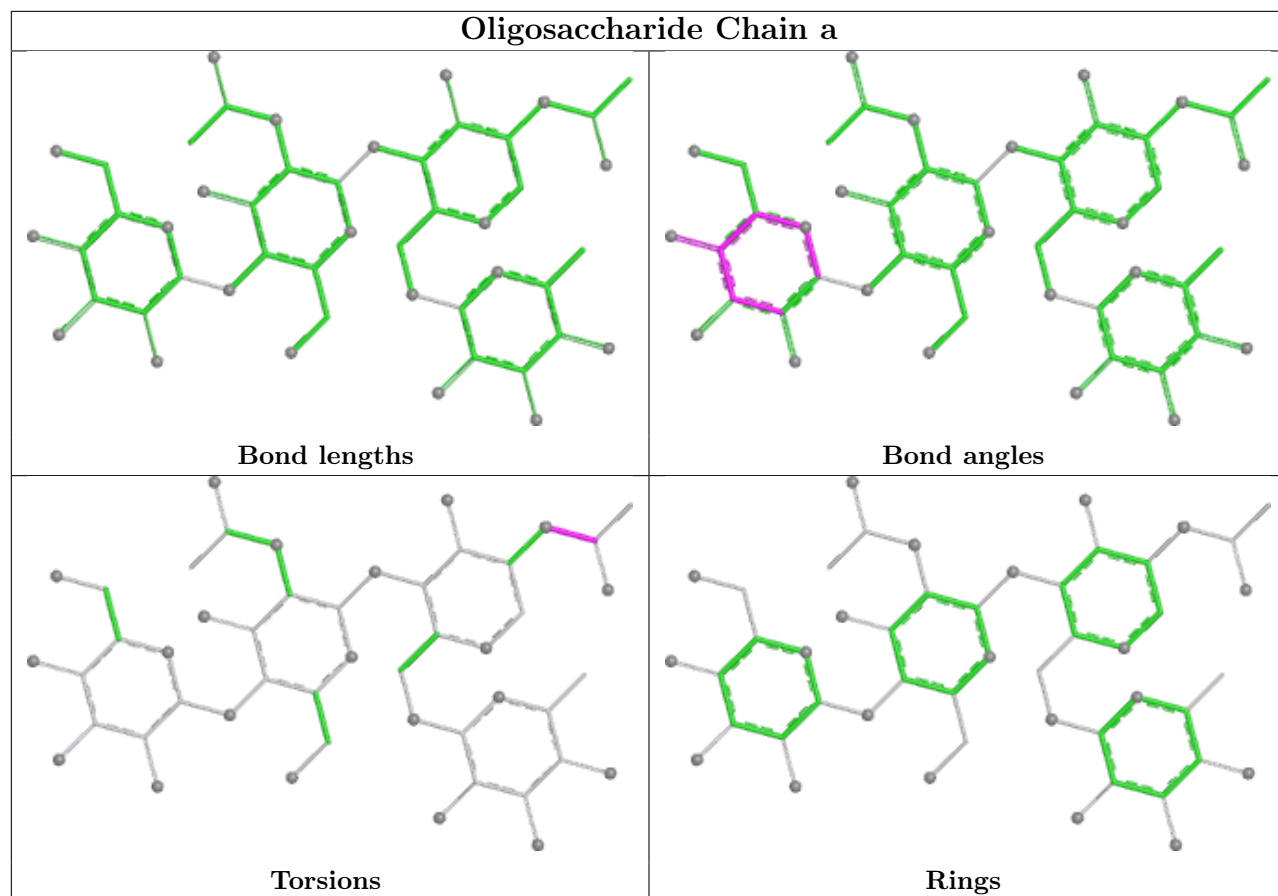 Oligosaccharide Chain a
Bond lengths
Bond angles
Torsions
Rings